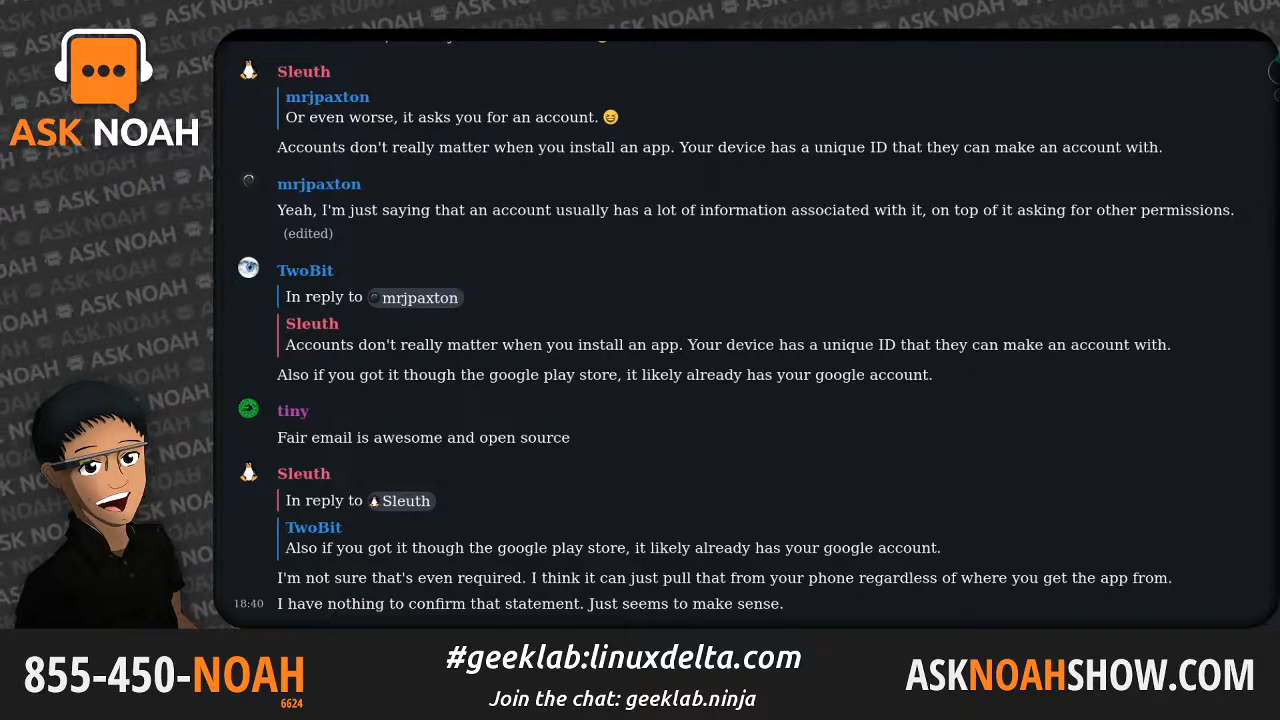 ASK NOAH
Sleuth
mrjpaxton
Or even worse, it asks you for an account. 😄
Accounts don't really matter when you install an app. Your device has a unique ID that they can make an account with.
mrjpaxton
Yeah, I'm just saying that an account usually has a lot of information associated with it, on top of it asking for other permissions.
(edited)
TwoBit
In reply to mrjpaxton
Sleuth
Accounts don't really matter when you install an app. Your device has a unique ID that they can make an account with.
Also if you got it though the google play store, it likely already has your google account.
tiny
Fair email is awesome and open source
Sleuth
In reply to Sleuth
TwoBit
Also if you got it though the google play store, it likely already has your google account.
I'm not sure that's even required. I think it can just pull that from your phone regardless of where you get the app from.
18:40 I have nothing to confirm that statement. Just seems to make sense.
855-450-NOAH
6624
#geeklab:linuxdelta.com
Join the chat: geeklab.ninja
ASKNOAHSHOW.COM